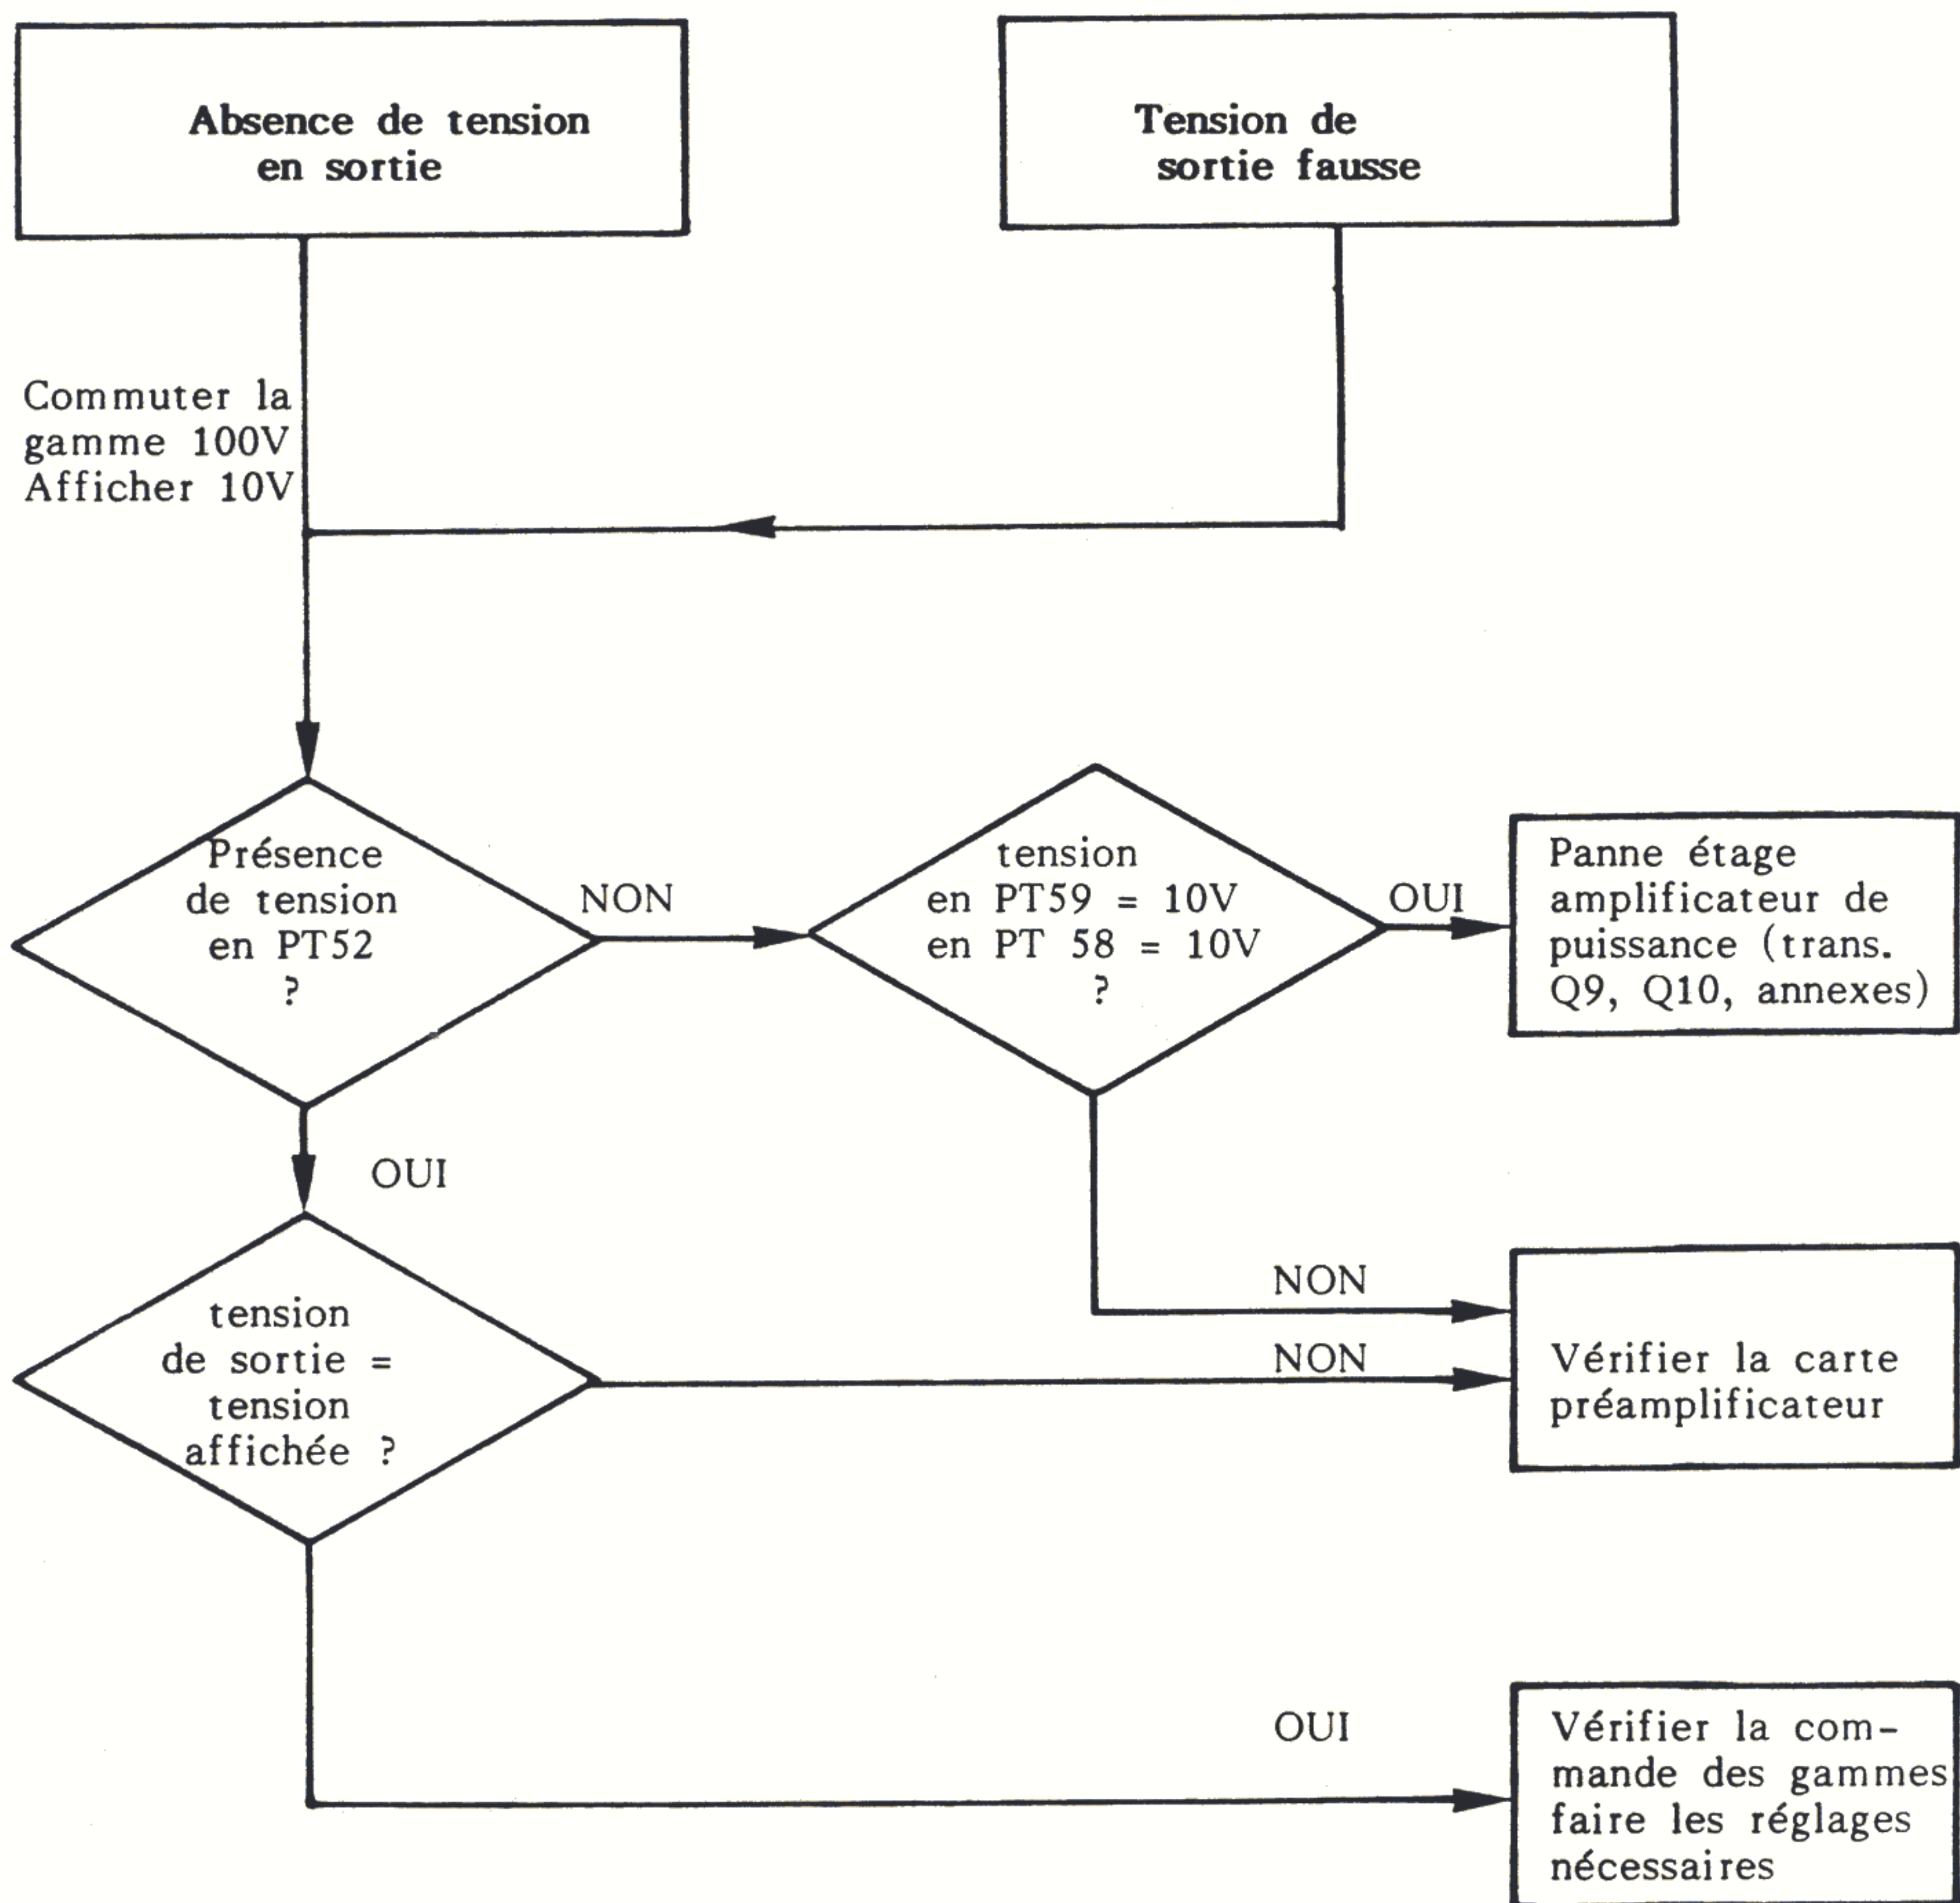 Absence de tension
en sortie
Tension de
sortie fausse
Commuter la
gamme 100V
Afficher 10V
Présence
de tension
en PT52
?
NON
tension
en PT59 = 10V
en PT 58 = 10V
?
OUI
Panne étage
amplificateur de
puissance (trans.
Q9, Q10, annexes)
OUI
tension
de sortie =
tension
affichée ?
NON
NON
Vérifier la carte
préamplificateur
OUI
Vérifier la com-
mande des gammes
faire les réglages
nécessaires